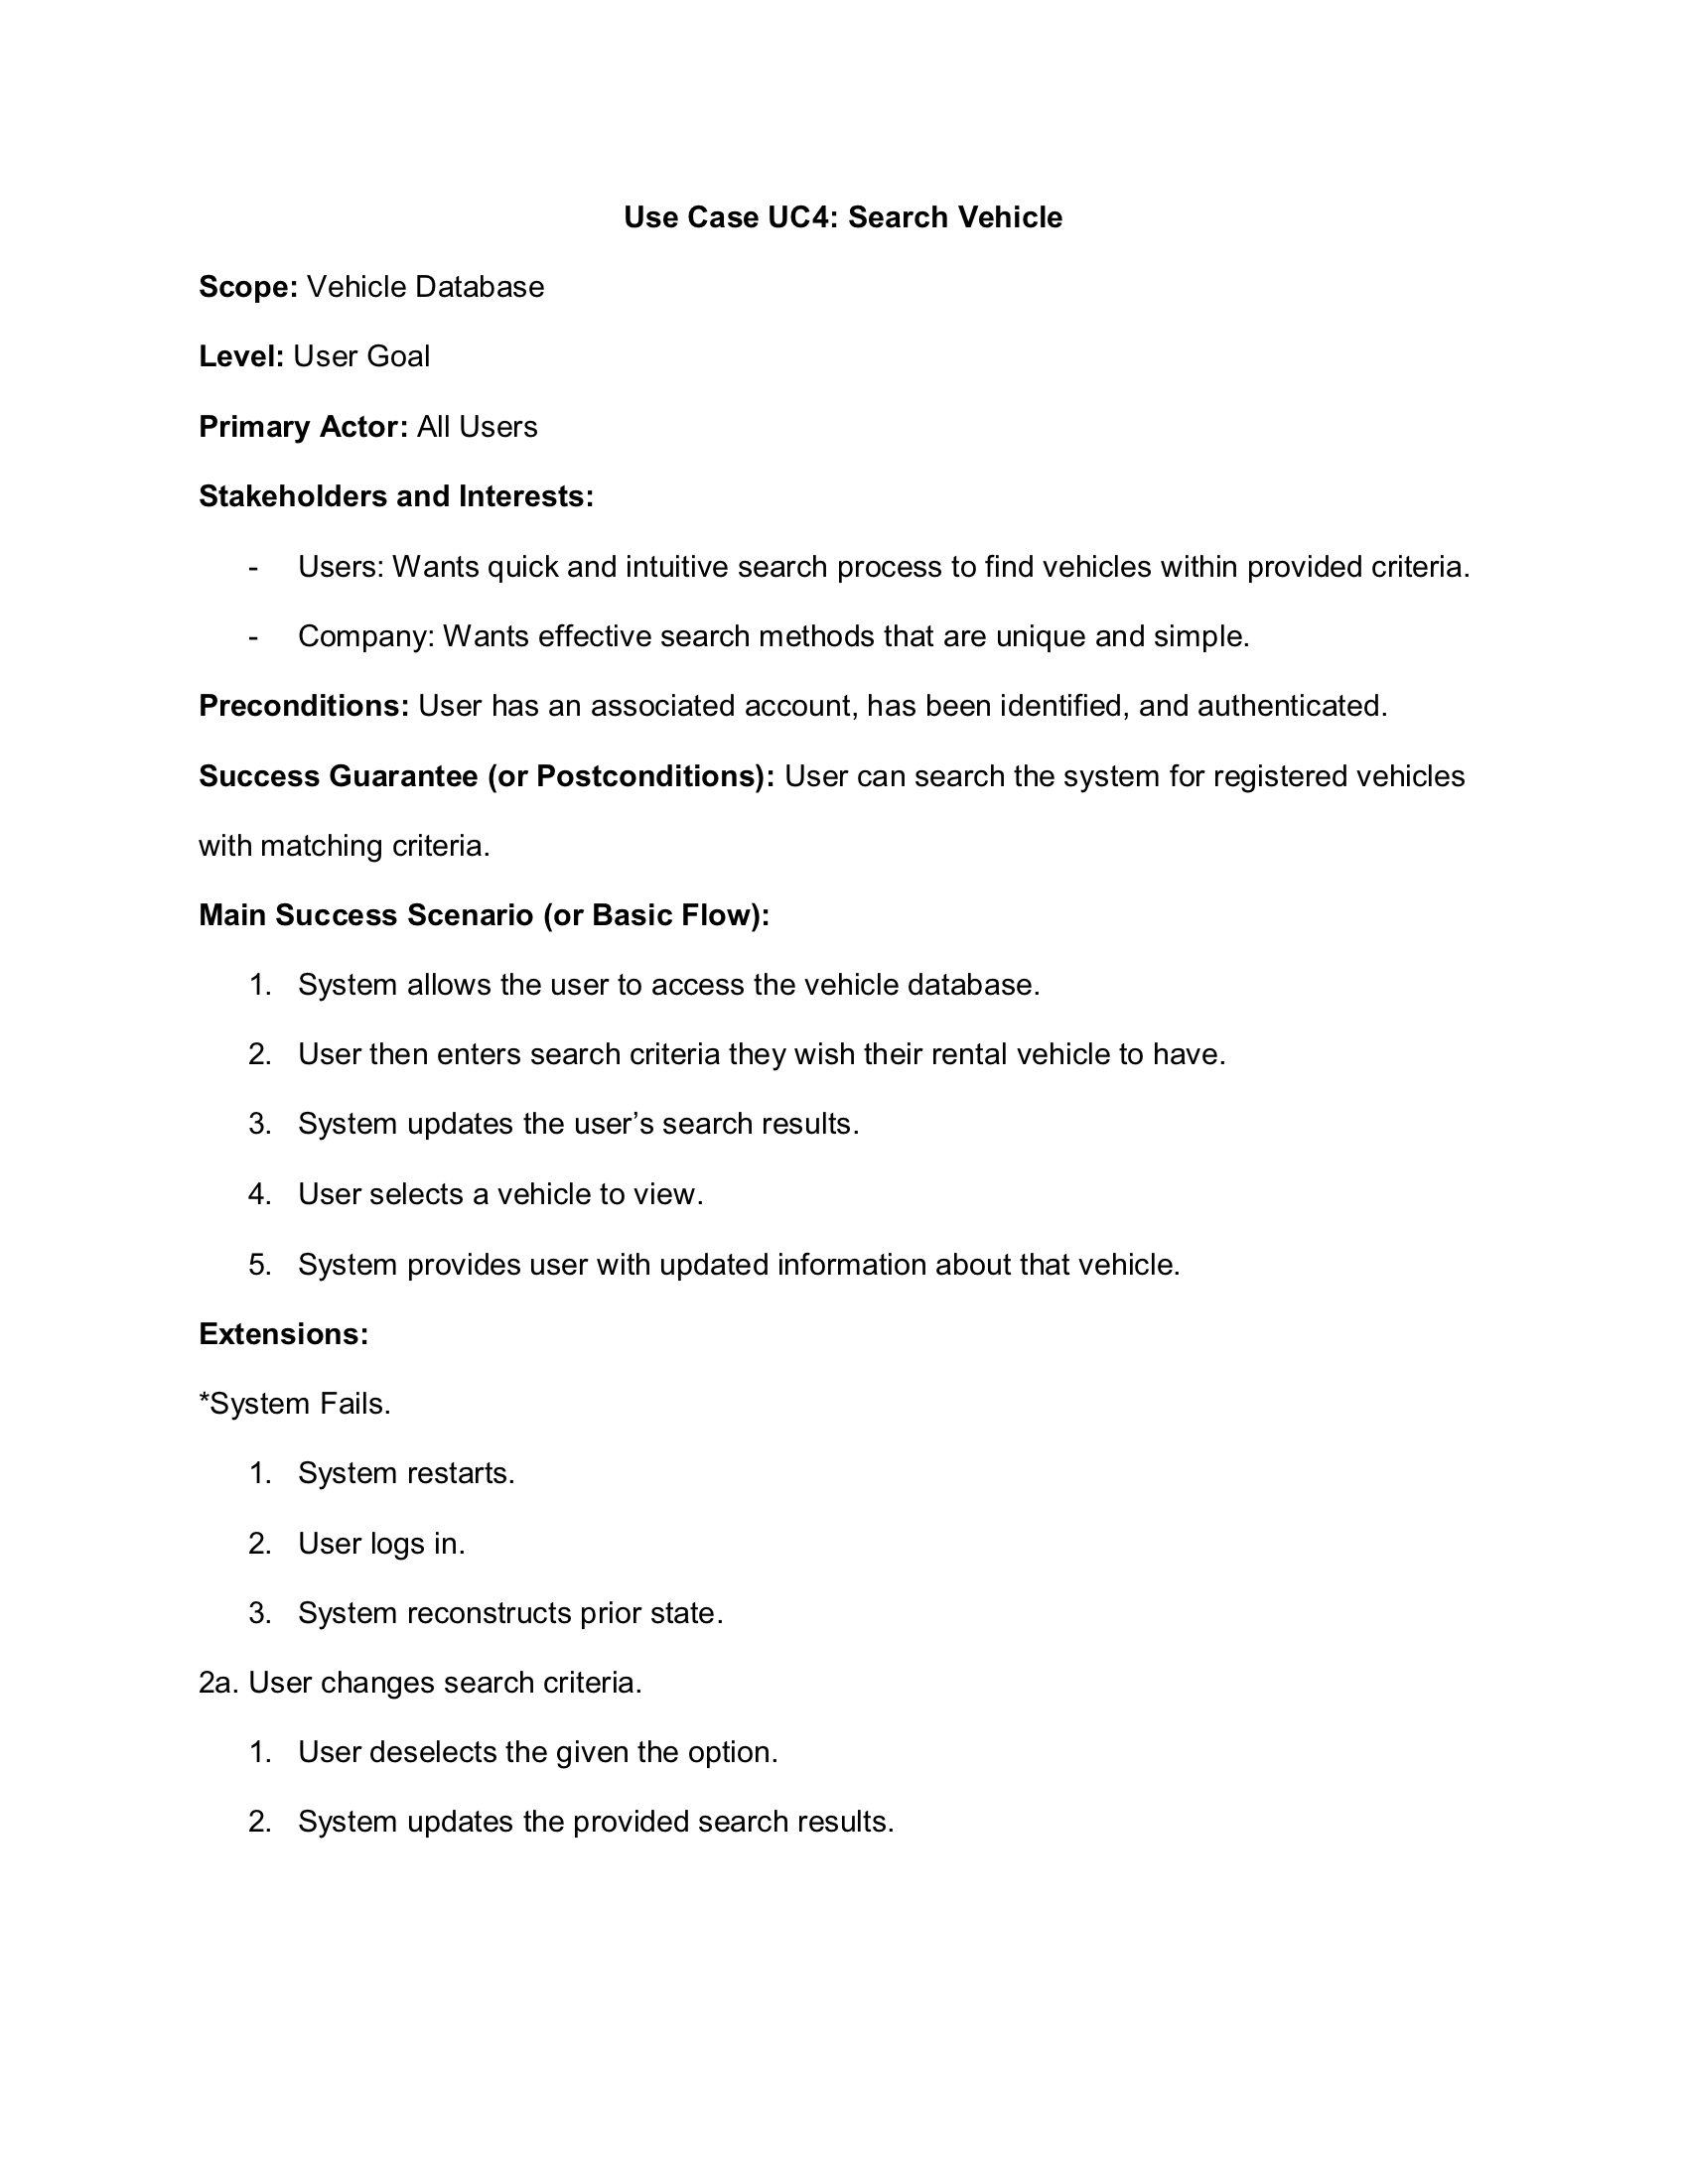 Use Case UC4: Search Vehicle
Scope: Vehicle Database
Level: User Goal
Primary Actor: All Users
Stakeholders and Interests:
- Users: Wants quick and intuitive search process to find vehicles within provided criteria.
- Company: Wants effective search methods that are unique and simple.
Preconditions: User has an associated account, has been identified, and authenticated.
Success Guarantee (or Postconditions): User can search the system for registered vehicles
with matching criteria.
Main Success Scenario (or Basic Flow):
1. System allows the user to access the vehicle database.
2. User then enters search criteria they wish their rental vehicle to have.
3. System updates the user’s search results.
4. User selects a vehicle to view.
5. System provides user with updated information about that vehicle.
Extensions:
*System Fails.
1. System restarts.
2. User logs in.
3. System reconstructs prior state.
2a. User changes search criteria.
1. User deselects the given the option.
2. System updates the provided search results.